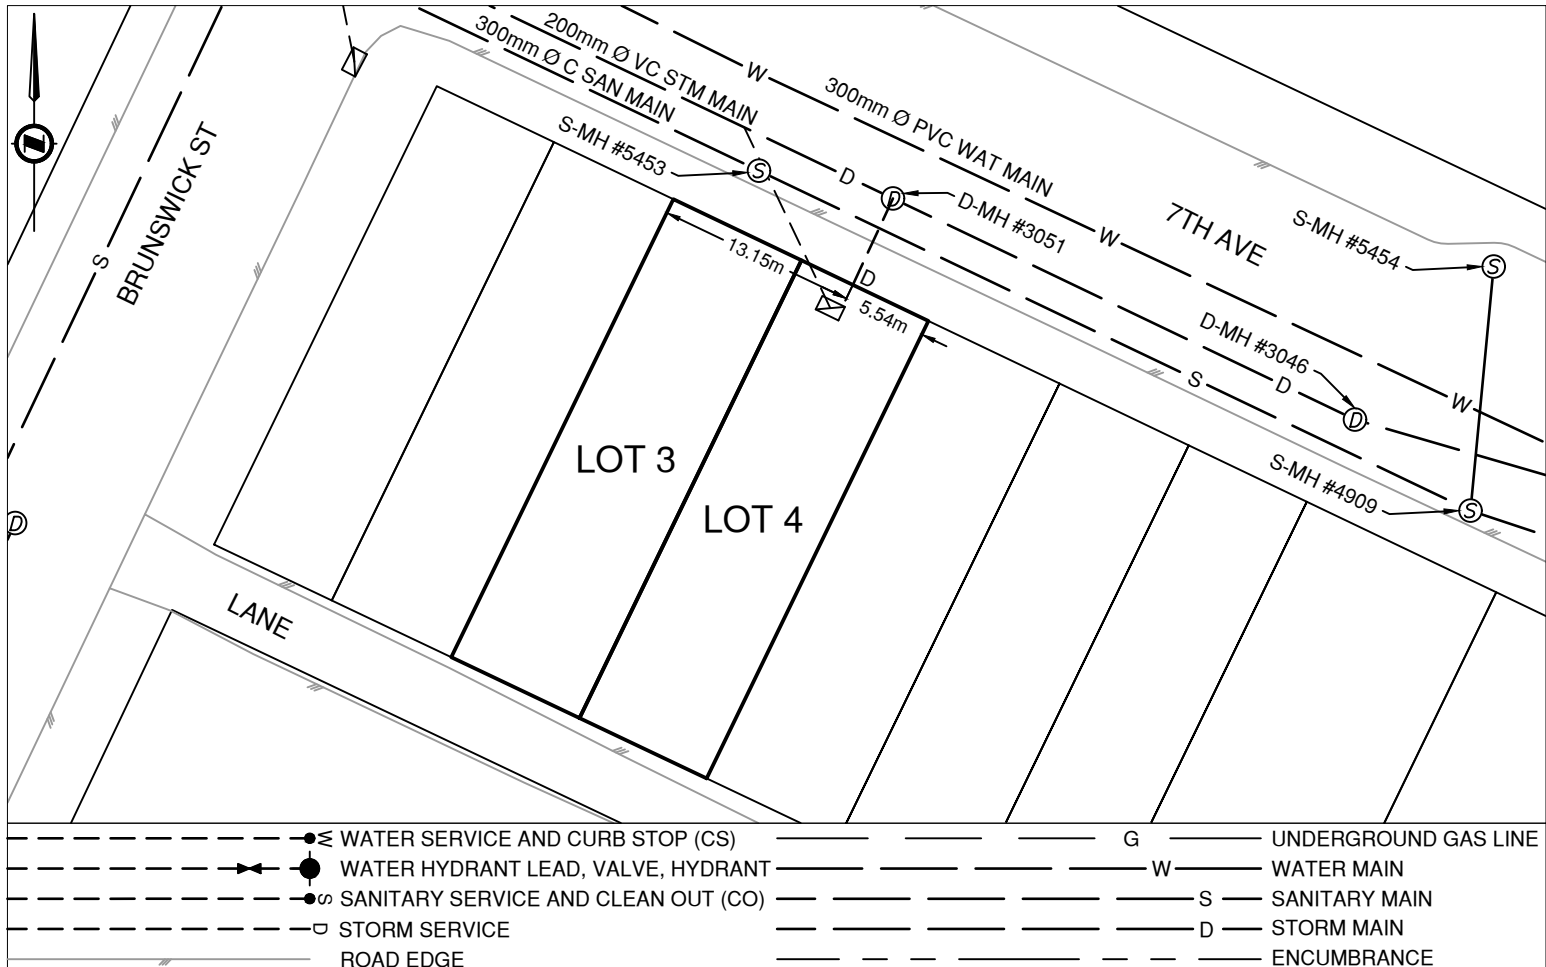 200mm Ø VC STM MAIN
300mm Ø C SAN MAIN
W
300mm Ø PVC WAT MAIN
S-MH #5453
S
D
D
D-MH #3051
7TH AVE
S-MH #5454
S
BRUNSWICK ST
S
W
13.15m
D
5.54m
D-MH #3046
D
S
W
D
LOT 3
LOT 4
S-MH #4909
S
D
LANE
W WATER SERVICE AND CURB STOP (CS)
WATER HYDRANT LEAD, VALVE, HYDRANT
S SANITARY SERVICE AND CLEAN OUT (CO)
D STORM SERVICE
ROAD EDGE
G UNDERGROUND GAS LINE
W WATER MAIN
S SANITARY MAIN
D STORM MAIN
ENCUMBRANCE